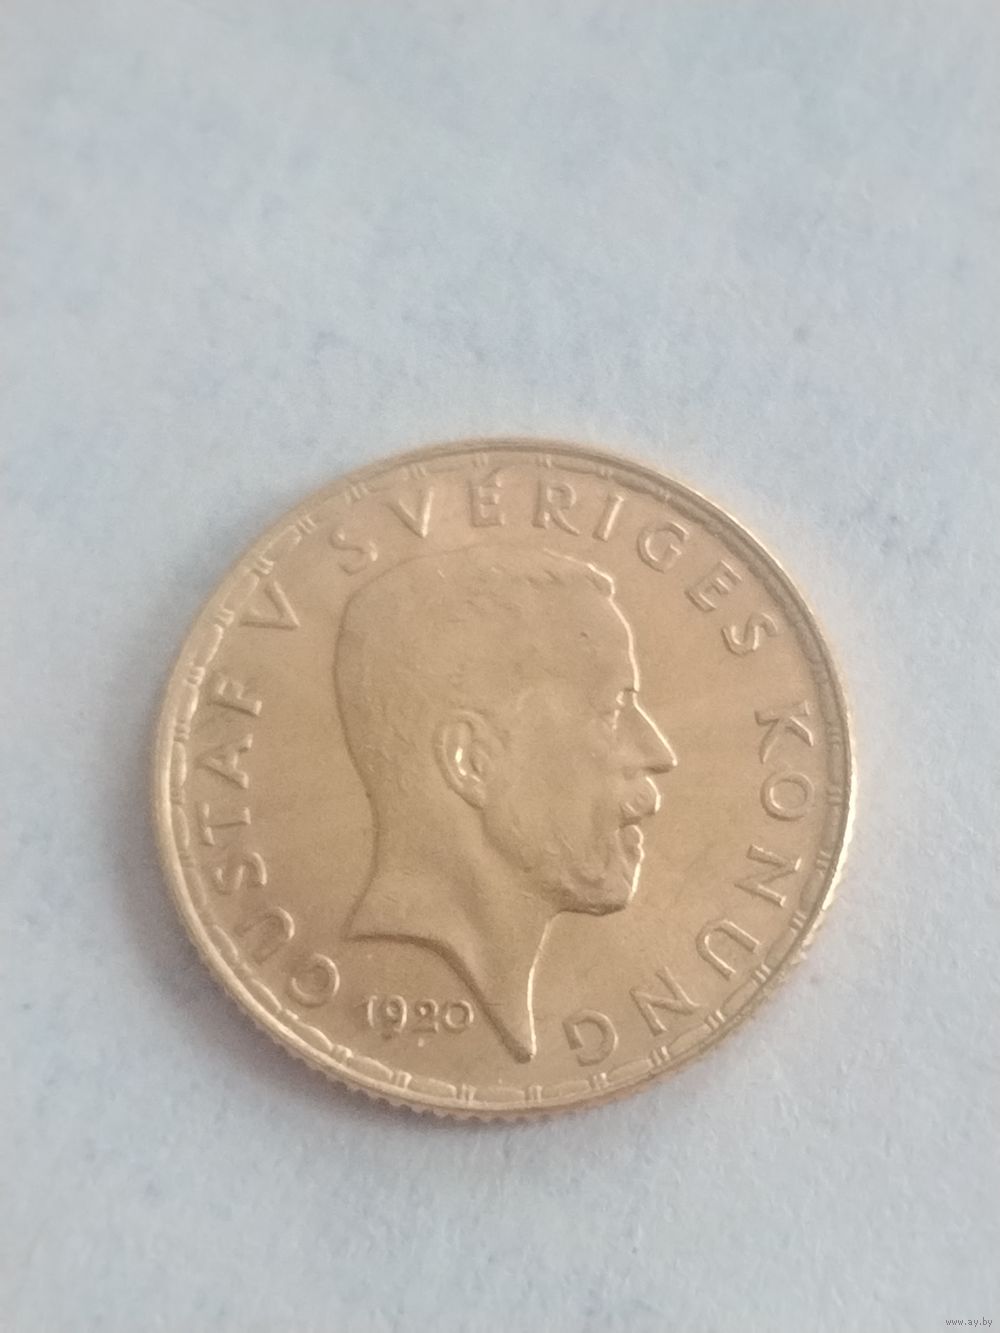 GUSTAF V SVERIGES KONUNG
1920
www.ay.by